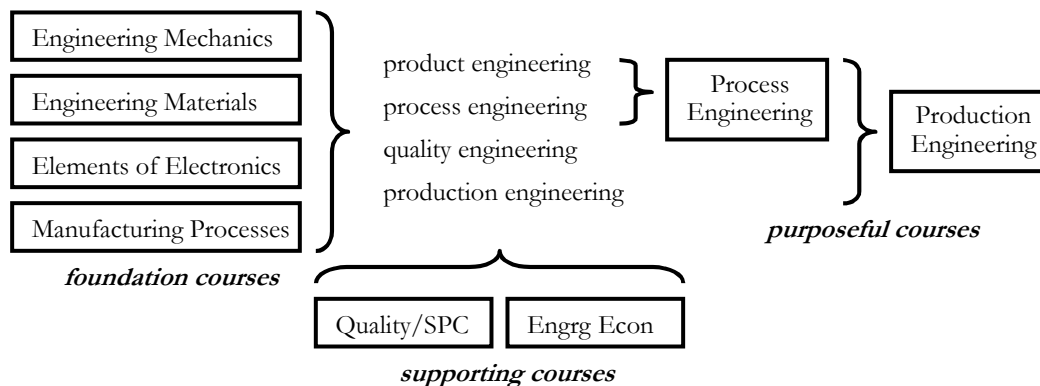 Engineering Mechanics
Engineering Materials
Elements of Electronics
Manufacturing Processes
foundation courses
product engineering
process engineering
quality engineering
production engineering
Process
Engineering
Production
Engineering
purposeful courses
Quality/SPC
Engrg Econ
supporting courses